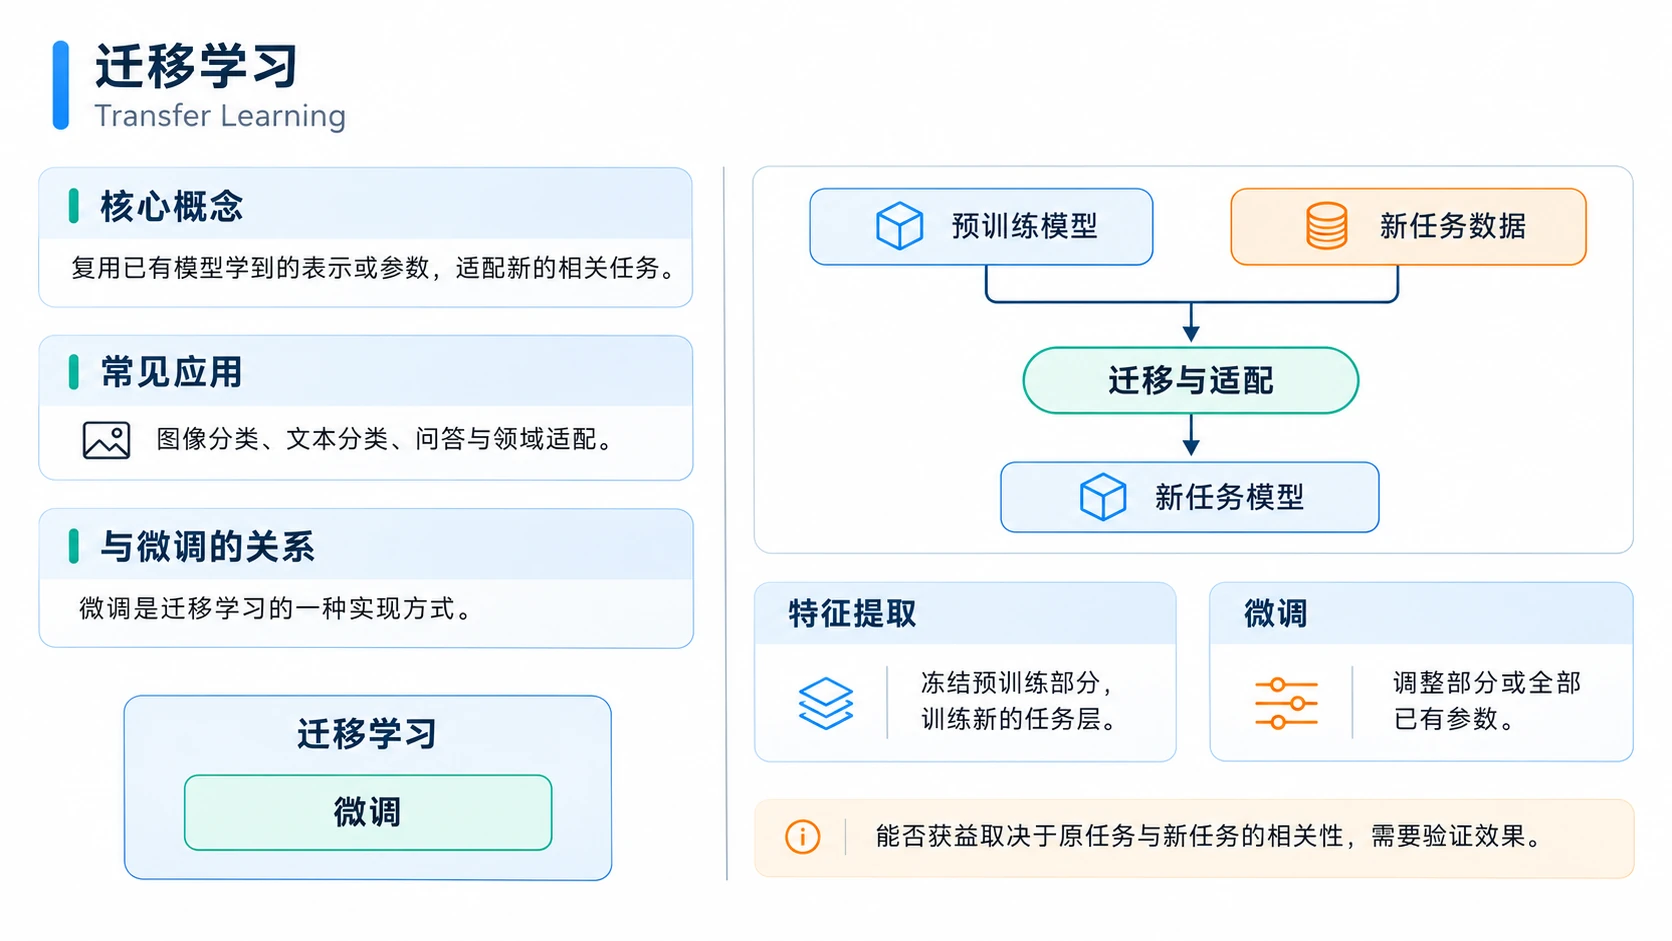 迁移学习
Transfer Learning
核心概念
复用已有模型学到的表示或参数，适配新的相关任务。
常见应用
图像分类、文本分类、问答与领域适配。
与微调的关系
微调是迁移学习的一种实现方式。
迁移学习
微调
预训练模型
新任务数据
迁移与适配
新任务模型
特征提取
冻结预训练部分，
训练新的任务层。
微调
调整部分或全部
已有参数。
能否获益取决于原任务与新任务的相关性，需要验证效果。